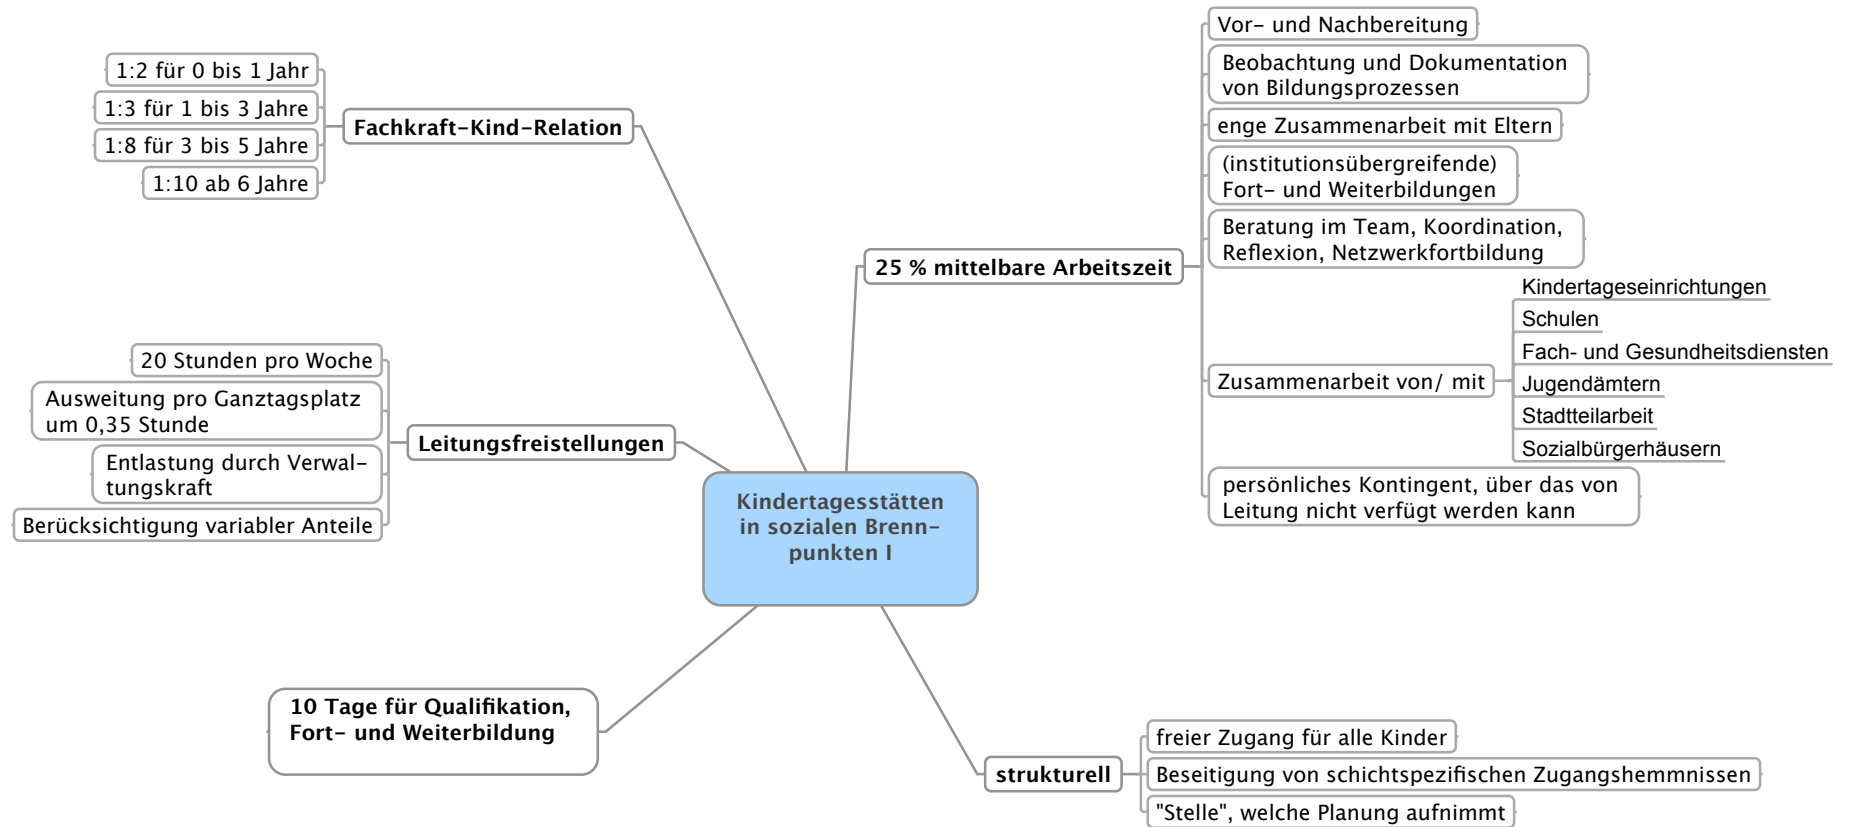 Kindertagesstätten
in sozialen Brenn-
punkten I
Fachkraft-Kind-Relation
1:2 für 0 bis 1 Jahr
1:3 für 1 bis 3 Jahre
1:8 für 3 bis 5 Jahre
1:10 ab 6 Jahre
Leitungsfreistellungen
20 Stunden pro Woche
Ausweitung pro Ganztagsplatz
um 0,35 Stunde
Entlastung durch Verwal-
tungskraft
Berücksichtigung variabler Anteile
10 Tage für Qualifikation,
Fort- und Weiterbildung
25 % mittelbare Arbeitszeit
Vor- und Nachbereitung
Beobachtung und Dokumentation
von Bildungsprozessen
enge Zusammenarbeit mit Eltern
(institutionsübergreifende)
Fort- und Weiterbildungen
Beratung im Team, Koordination,
Reflexion, Netzwerkfortbildung
Zusammenarbeit von/ mit
Kindertageseinrichtungen
Schulen
Fach- und Gesundheitsdiensten
Jugendämtern
Stadtteilarbeit
Sozialbürgerhäusern
persönliches Kontingent, über das von
Leitung nicht verfügt werden kann
strukturell
freier Zugang für alle Kinder
Beseitigung von schichtspezifischen Zugangshemmnissen
"Stelle", welche Planung aufnimmt